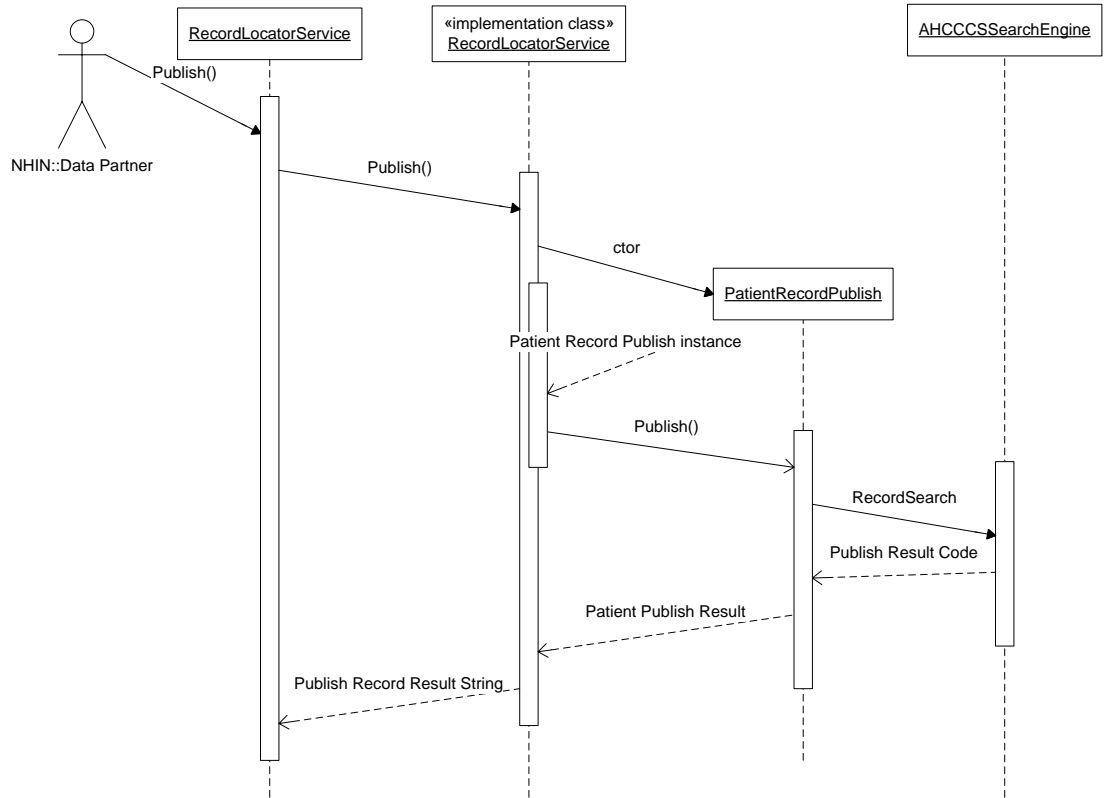 RecordLocatorService
«implementation class»
RecordLocatorService
AHCCCSSearchEngine
Publish()
NHIN::Data Partner
Publish()
ctor
PatientRecordPublish
Patient Record Publish instance
Publish()
RecordSearch
Publish Result Code
Patient Publish Result
Publish Record Result String